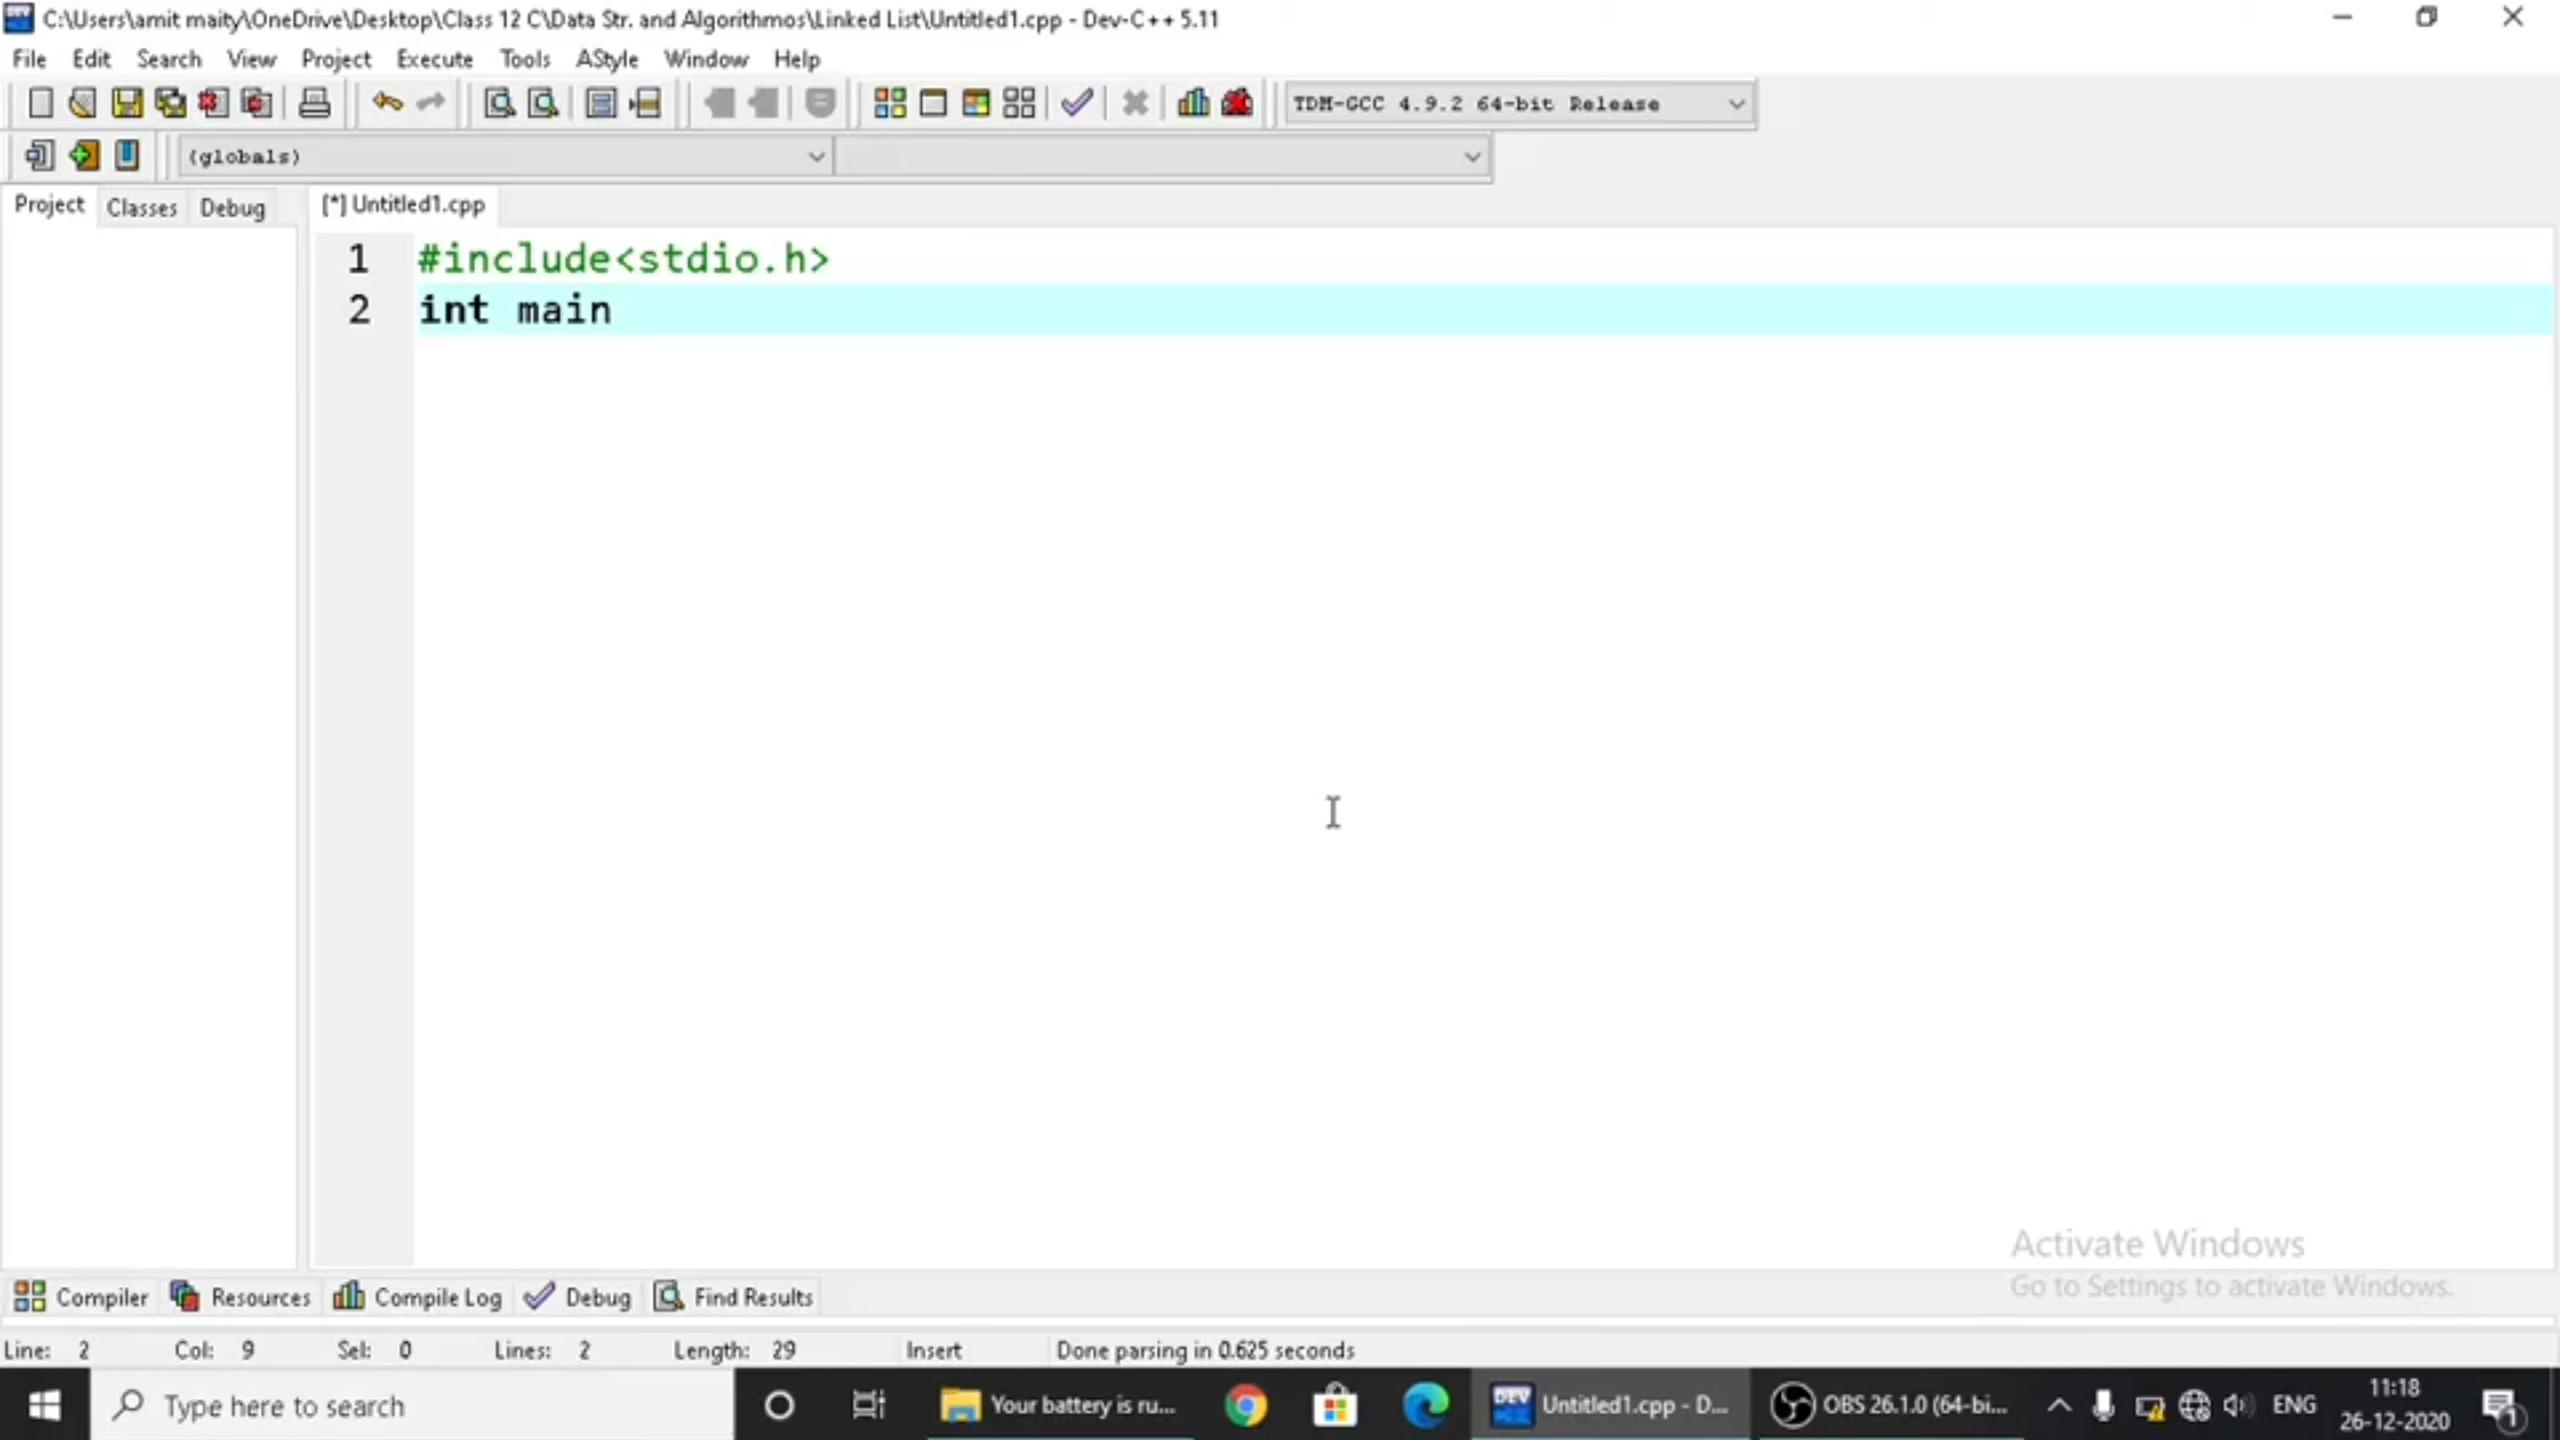 C:\Users\amit maity\OneDrive\Desktop\Class 12 C\Data Str. and Algorithmos\Linked List\Untitled1.cpp - Dev-C++ 5.11
File Edit Search View Project Execute Tools AStyle Window Help
TDM-GCC 4.9.2 64-bit Release
(globals)
Project Classes Debug [*] Untitled1.cpp
1 #include<stdio.h>
2 int main
Activate Windows
Go to Settings to activate Windows.
Compiler Resources Compile Log Debug Find Results
Line: 2 Col: 9 Sel: 0 Lines: 2 Length: 29 Insert Done parsing in 0.625 seconds
Type here to search Your battery is ru... Untitled1.cpp - D... OBS 26.1.0 (64-bi... ENG 11:18
26-12-2020 1